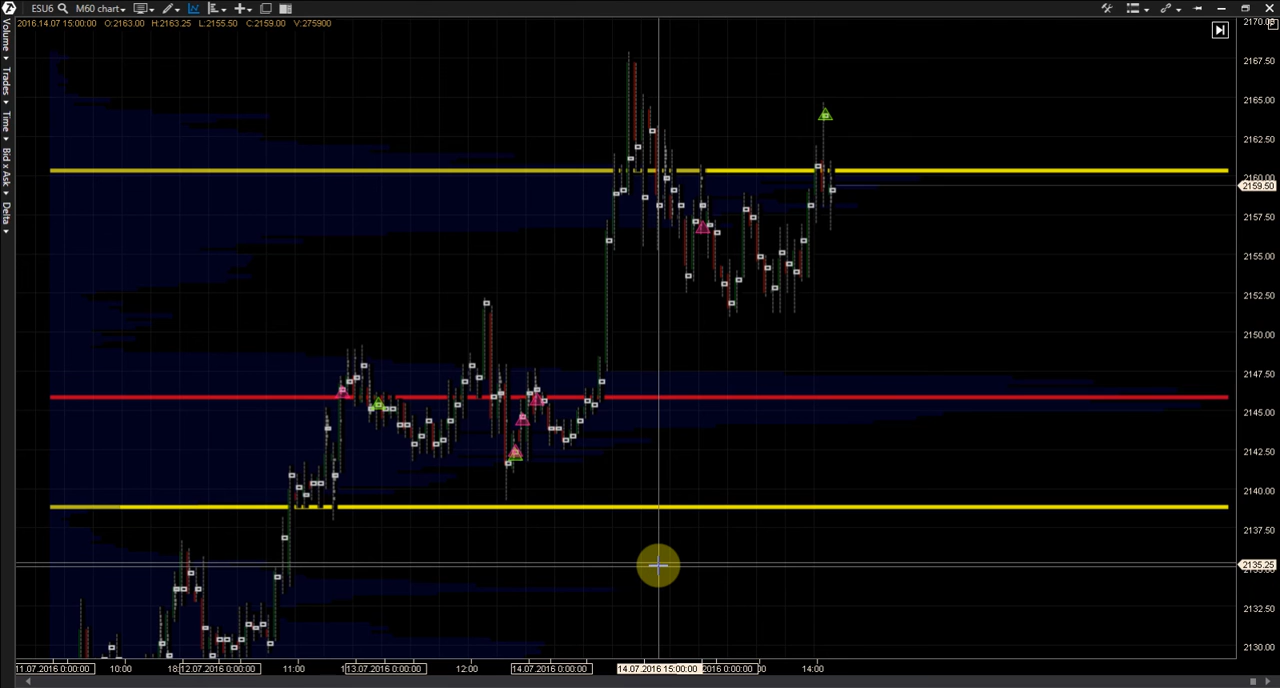 ESU6 M60 chart
2016.14.07 15:00:00 O:2163.00 H:2163.25 L:2155.50 C:2159.00 V:275900
Volume
Trades
Time
Bid x Ask
Delta
2167.50
2165.00
2162.50
2160.00
2159.50
2157.50
2155.00
2152.50
2150.00
2147.50
2145.00
2142.50
2140.00
2137.50
2135.25
2132.50
2130.00
11.07.2016 0:00:00 10:00 12.07.2016 0:00:00 11:00 13.07.2016 0:00:00 12:00 14.07.2016 0:00:00 14.07.2016 15:00:00 2016 0:00:00 14:00